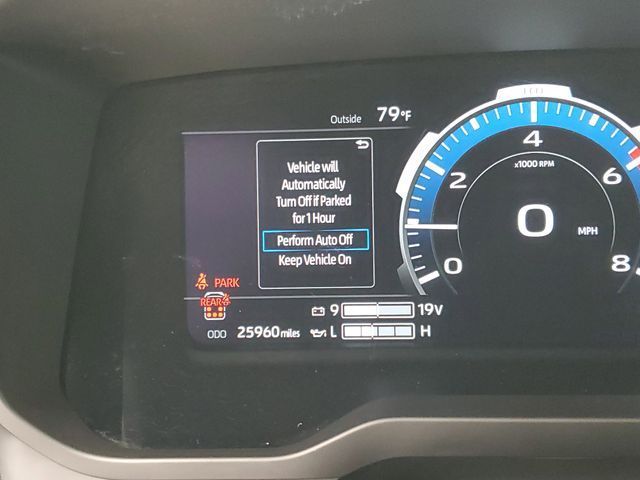 Outside 79°F
Vehicle will
Automatically
Turn Off if Parked
for 1 Hour
Perform Auto Off
Keep Vehicle On
PARK
REAR
ODO 25960 miles
9 19V
L H
4
x1000 RPM
2 6
0 MPH
0 8